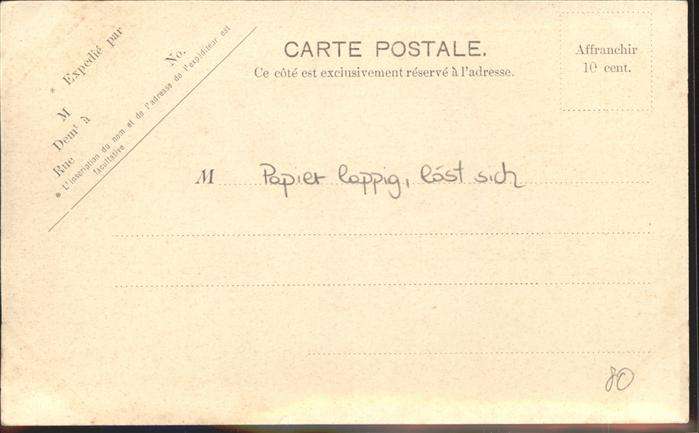 * Expédié par
No.
M
Demt à
Rue
* L'inscription du nom et de l'adresse de l'expéditeur est
facultative
CARTE POSTALE.
Ce côté est exclusivement réservé à l'adresse.
Affranchir
10 cent.
M Papier lappig, löst sich
80